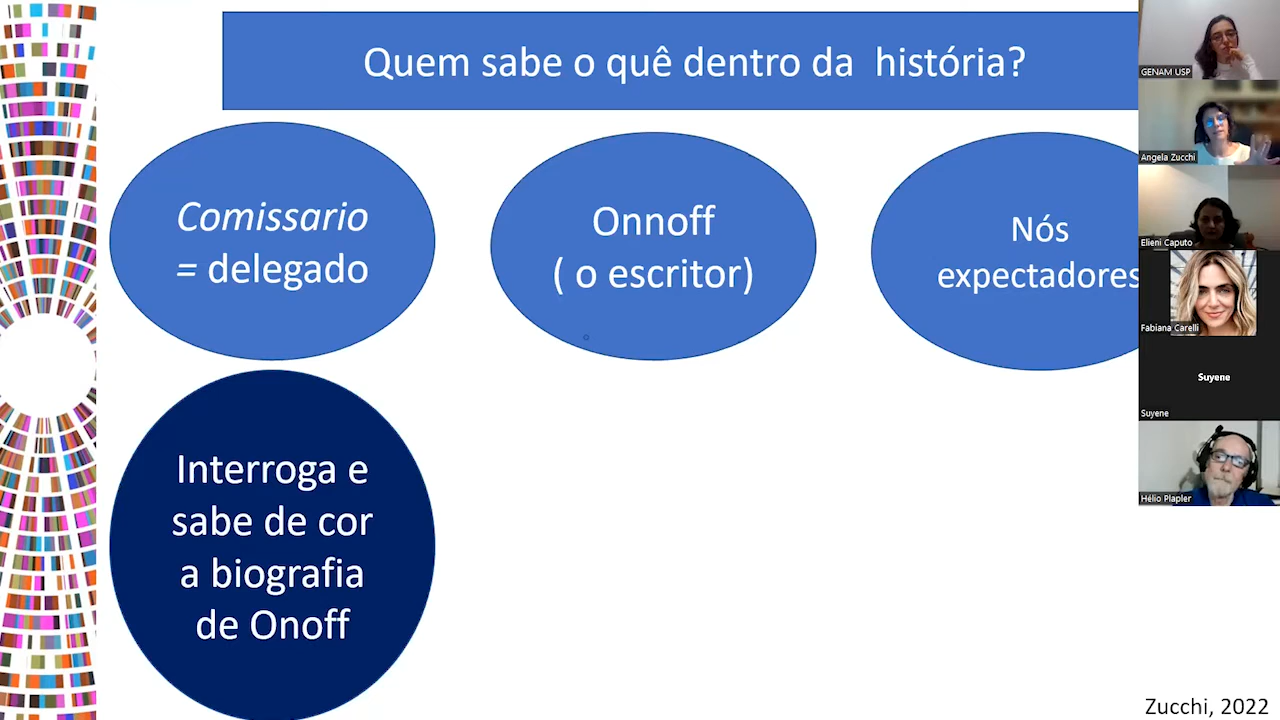 Quem sabe o quê dentro da história?
Comissario
= delegado
Onnoff
( o escritor)
Nós
expectadores
Interroga e
sabe de cor
a biografia
de Onoff
Zucchi, 2022
GENAM USP
Angela Zucchi
Elieni Caputo
Fabiana Carelli
Suyene
Suyene
Hélio Plapler